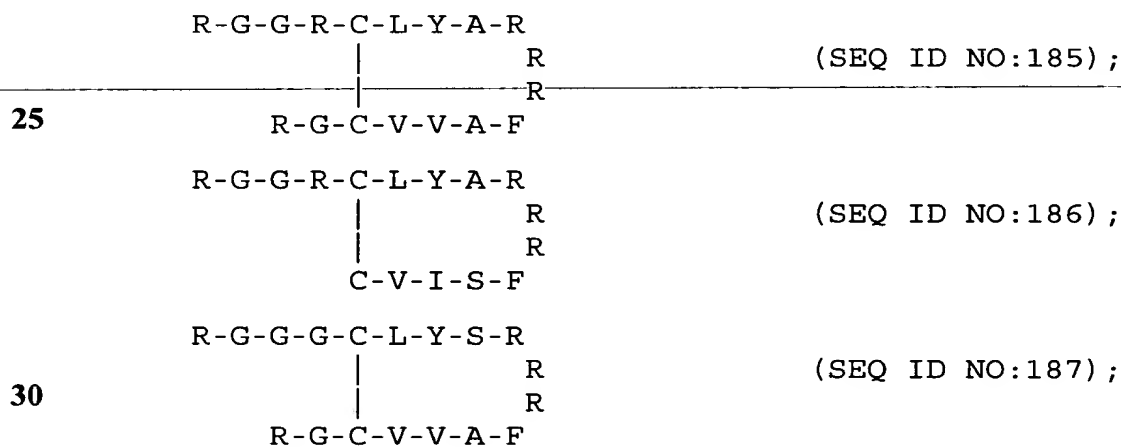 R-G-G-R-C-L-Y-A-R
| R (SEQ ID NO:185);
| R
25
R-G-C-V-V-A-F
R-G-G-R-C-L-Y-A-R
| R (SEQ ID NO:186);
| R
C-V-I-S-F
R-G-G-G-C-L-Y-S-R
| R (SEQ ID NO:187);
30
| R
R-G-C-V-V-A-F